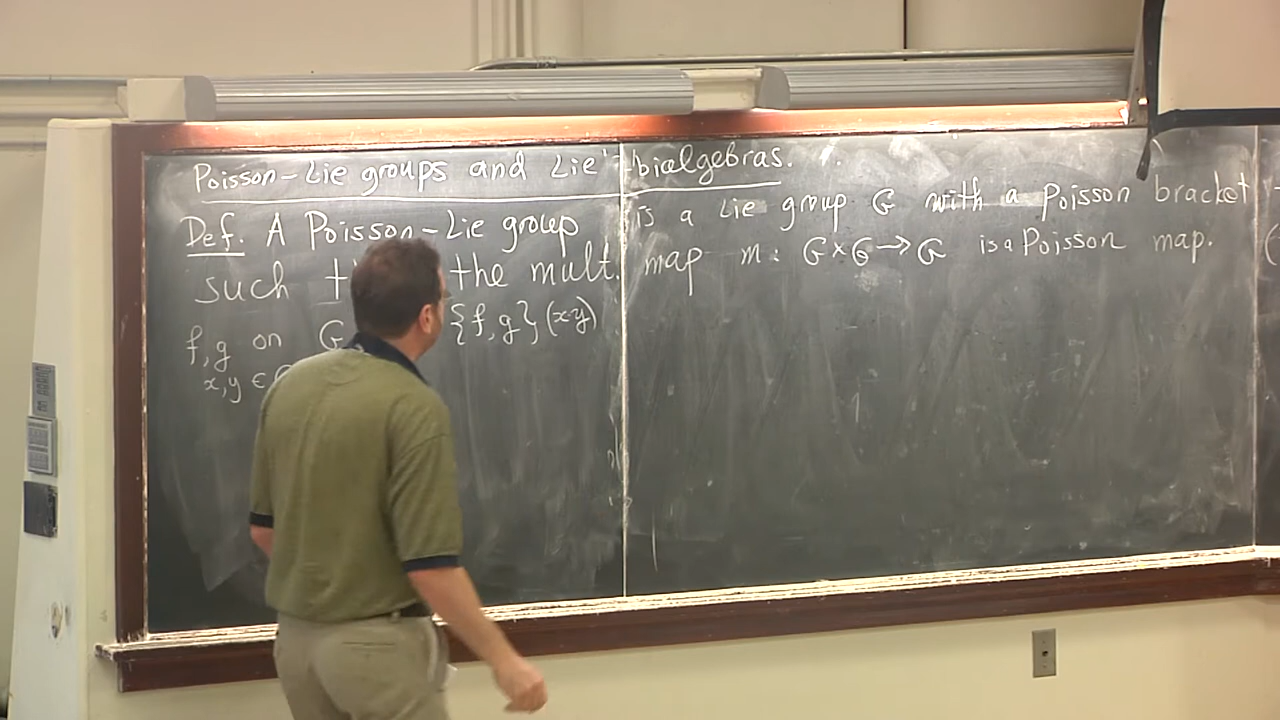 Poisson-Lie groups and Lie bialgebras.
Def. A Poisson-Lie group is a Lie group G with a Poisson bracket
such the mult. map m: G×G→G is a Poisson map.
f,g on G {f,g}(xy)
x,y ∈